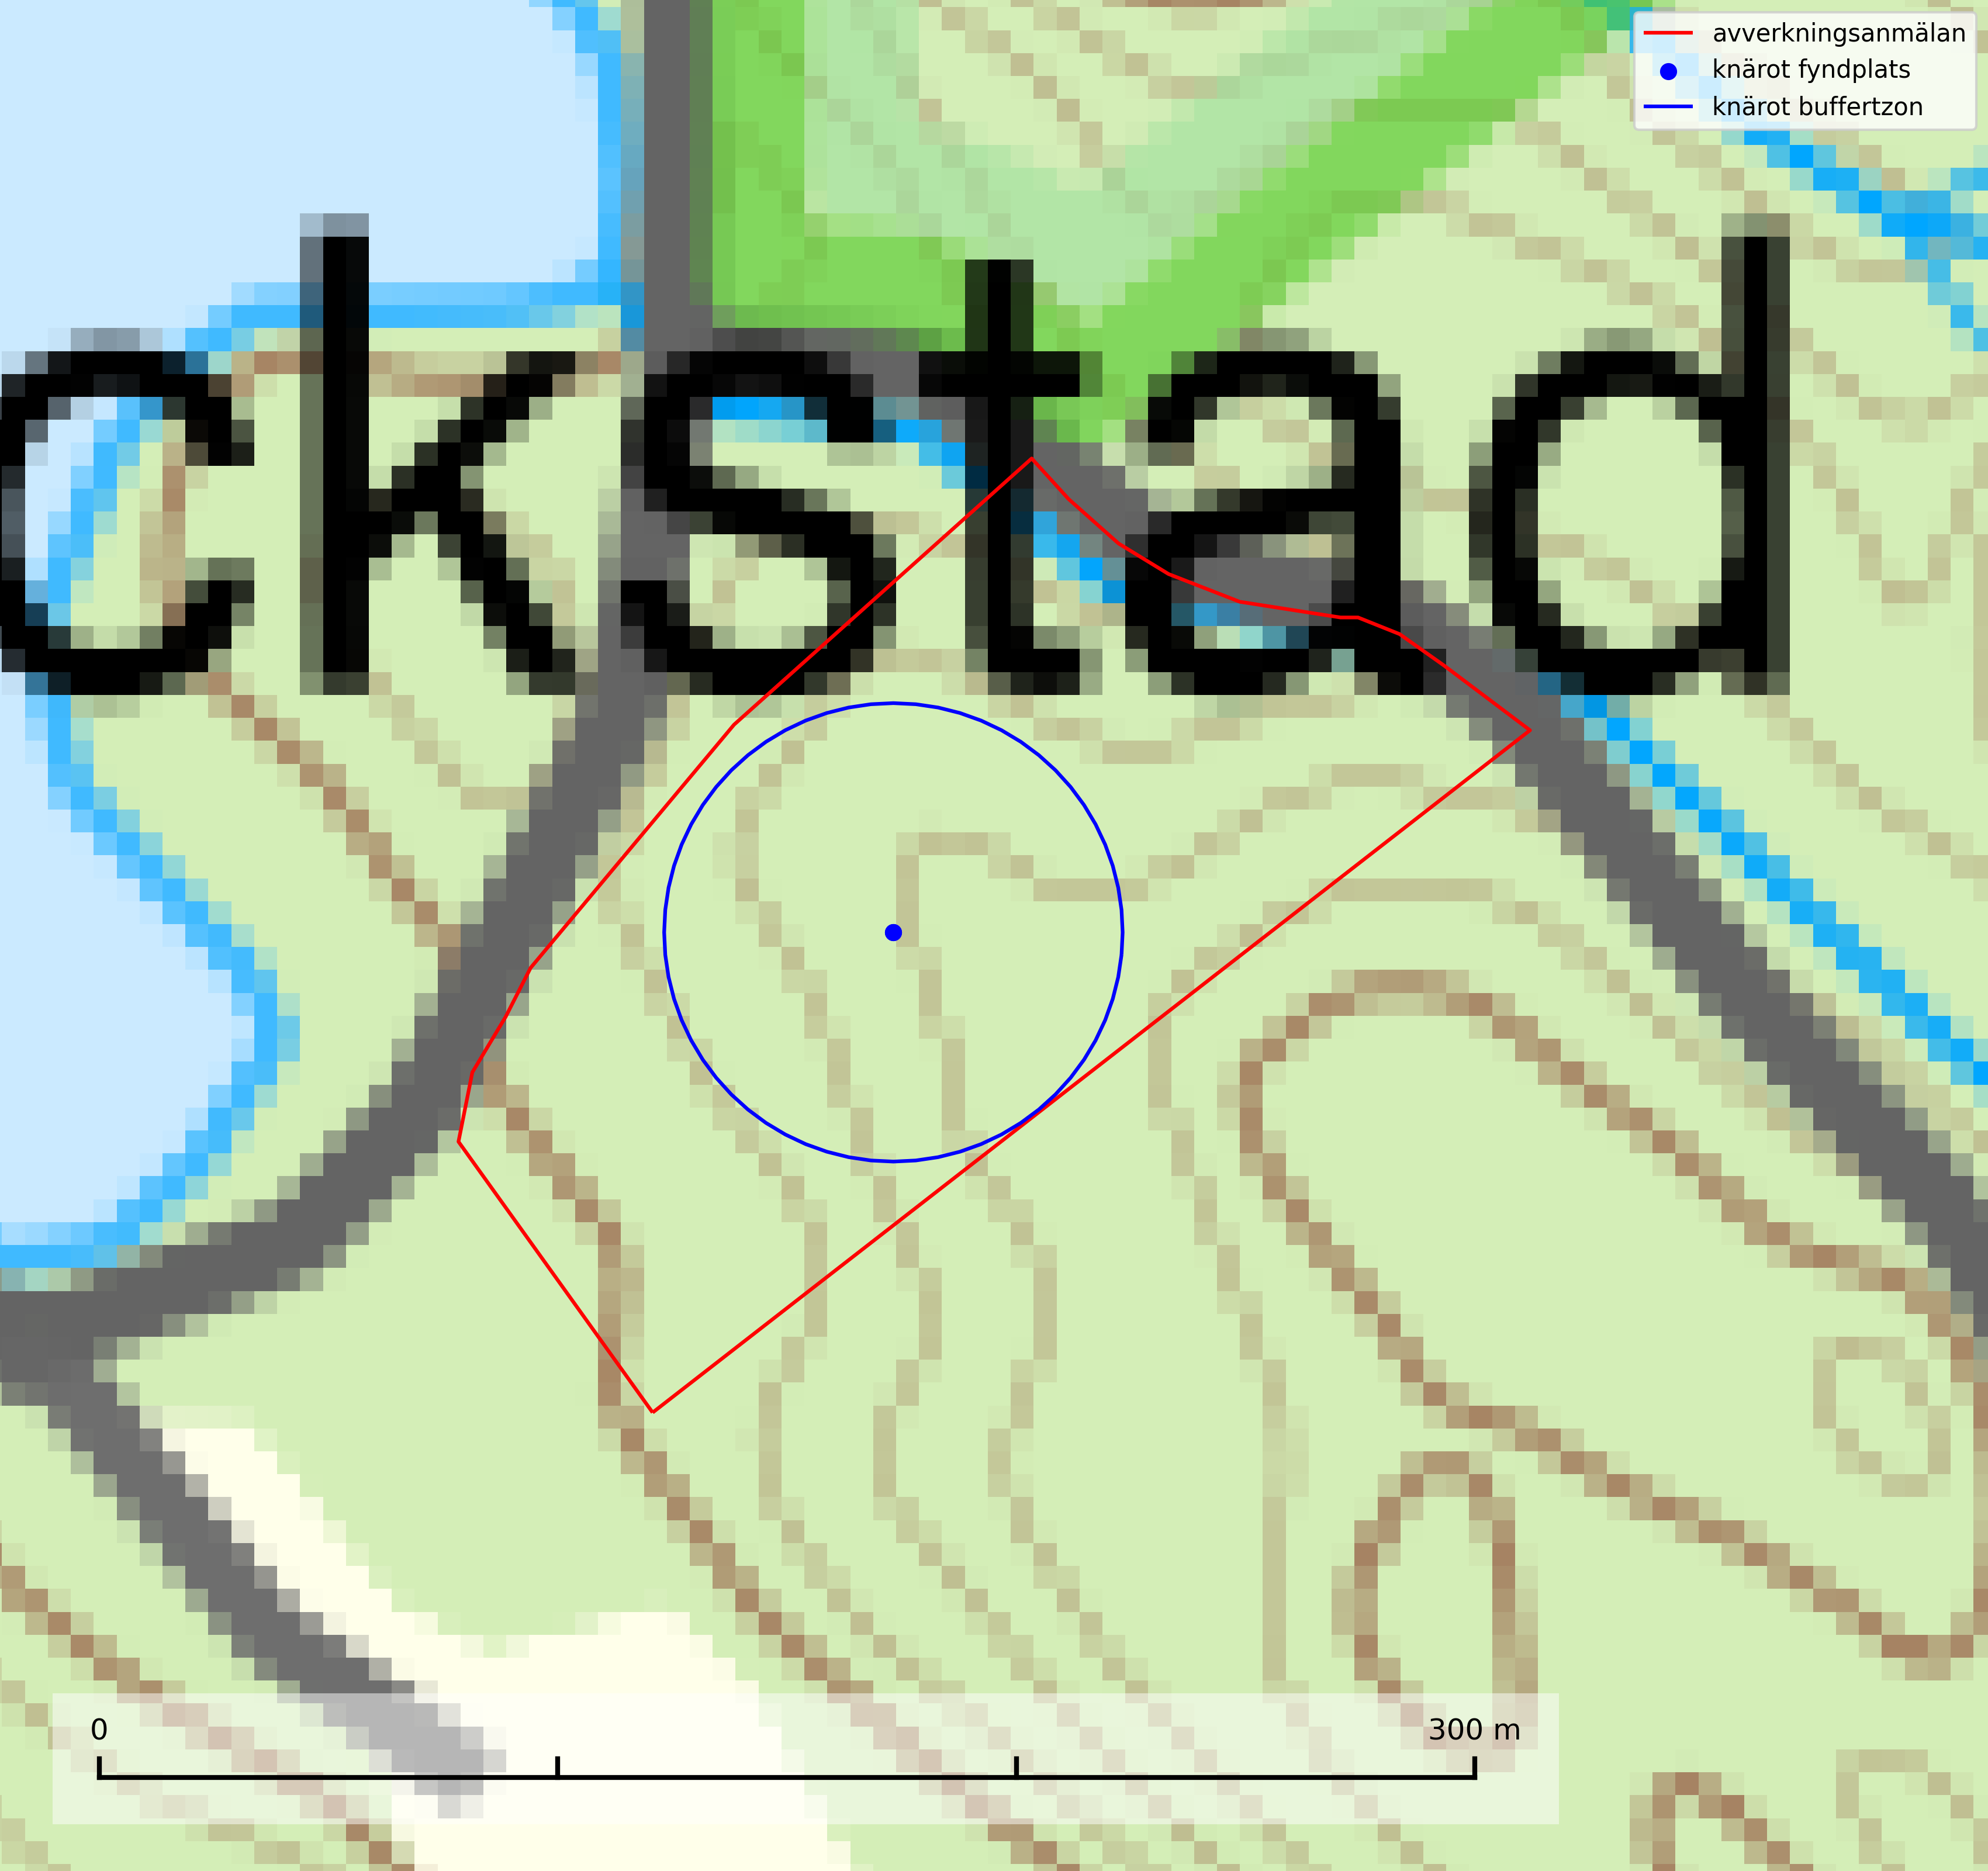 avverkningsanmälan
knärot fyndplats
knärot buffertzon
ckstad
0 300 m